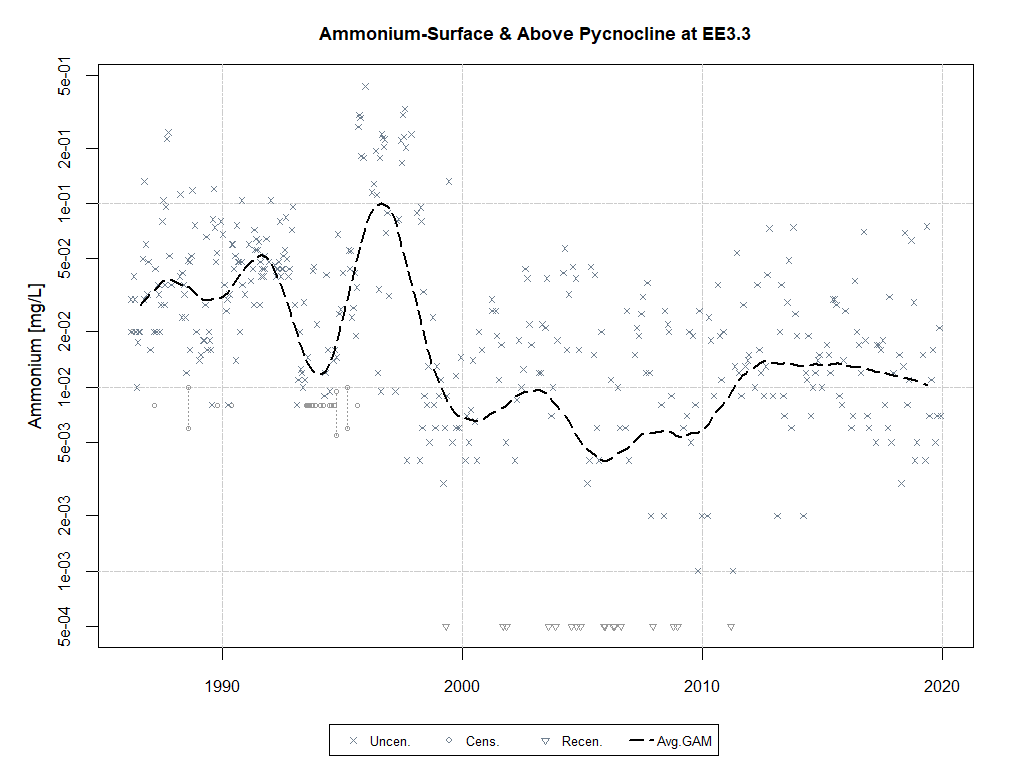 Ammonium-Surface & Above Pycnocline at EE3.3
Ammonium [mg/L]
5e-01
2e-01
1e-01
5e-02
2e-02
1e-02
5e-03
2e-03
1e-03
5e-04
1990 2000 2010 2020
Uncen. Cens. Recen. Avg.GAM